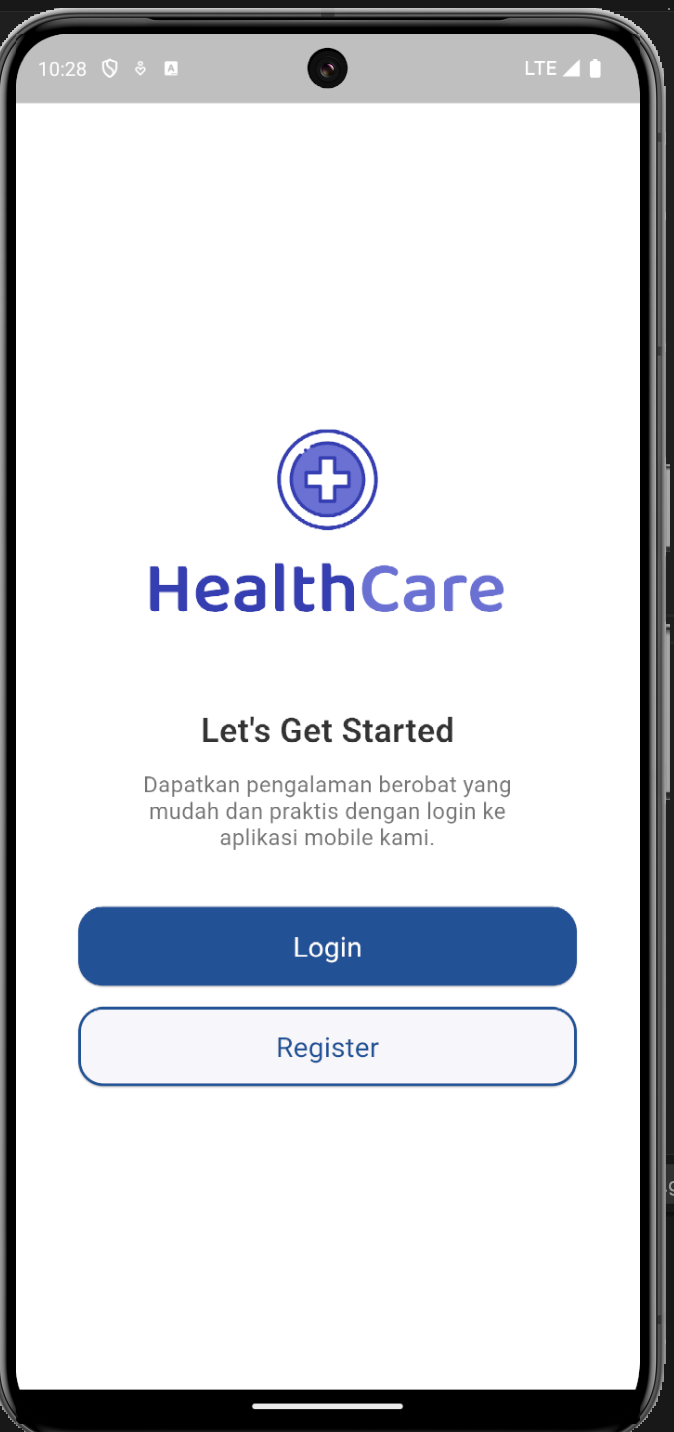 10:28
A
LTE
HealthCare
Let's Get Started
Dapatkan pengalaman berobat yang
mudah dan praktis dengan login ke
aplikasi mobile kami.
Login
Register